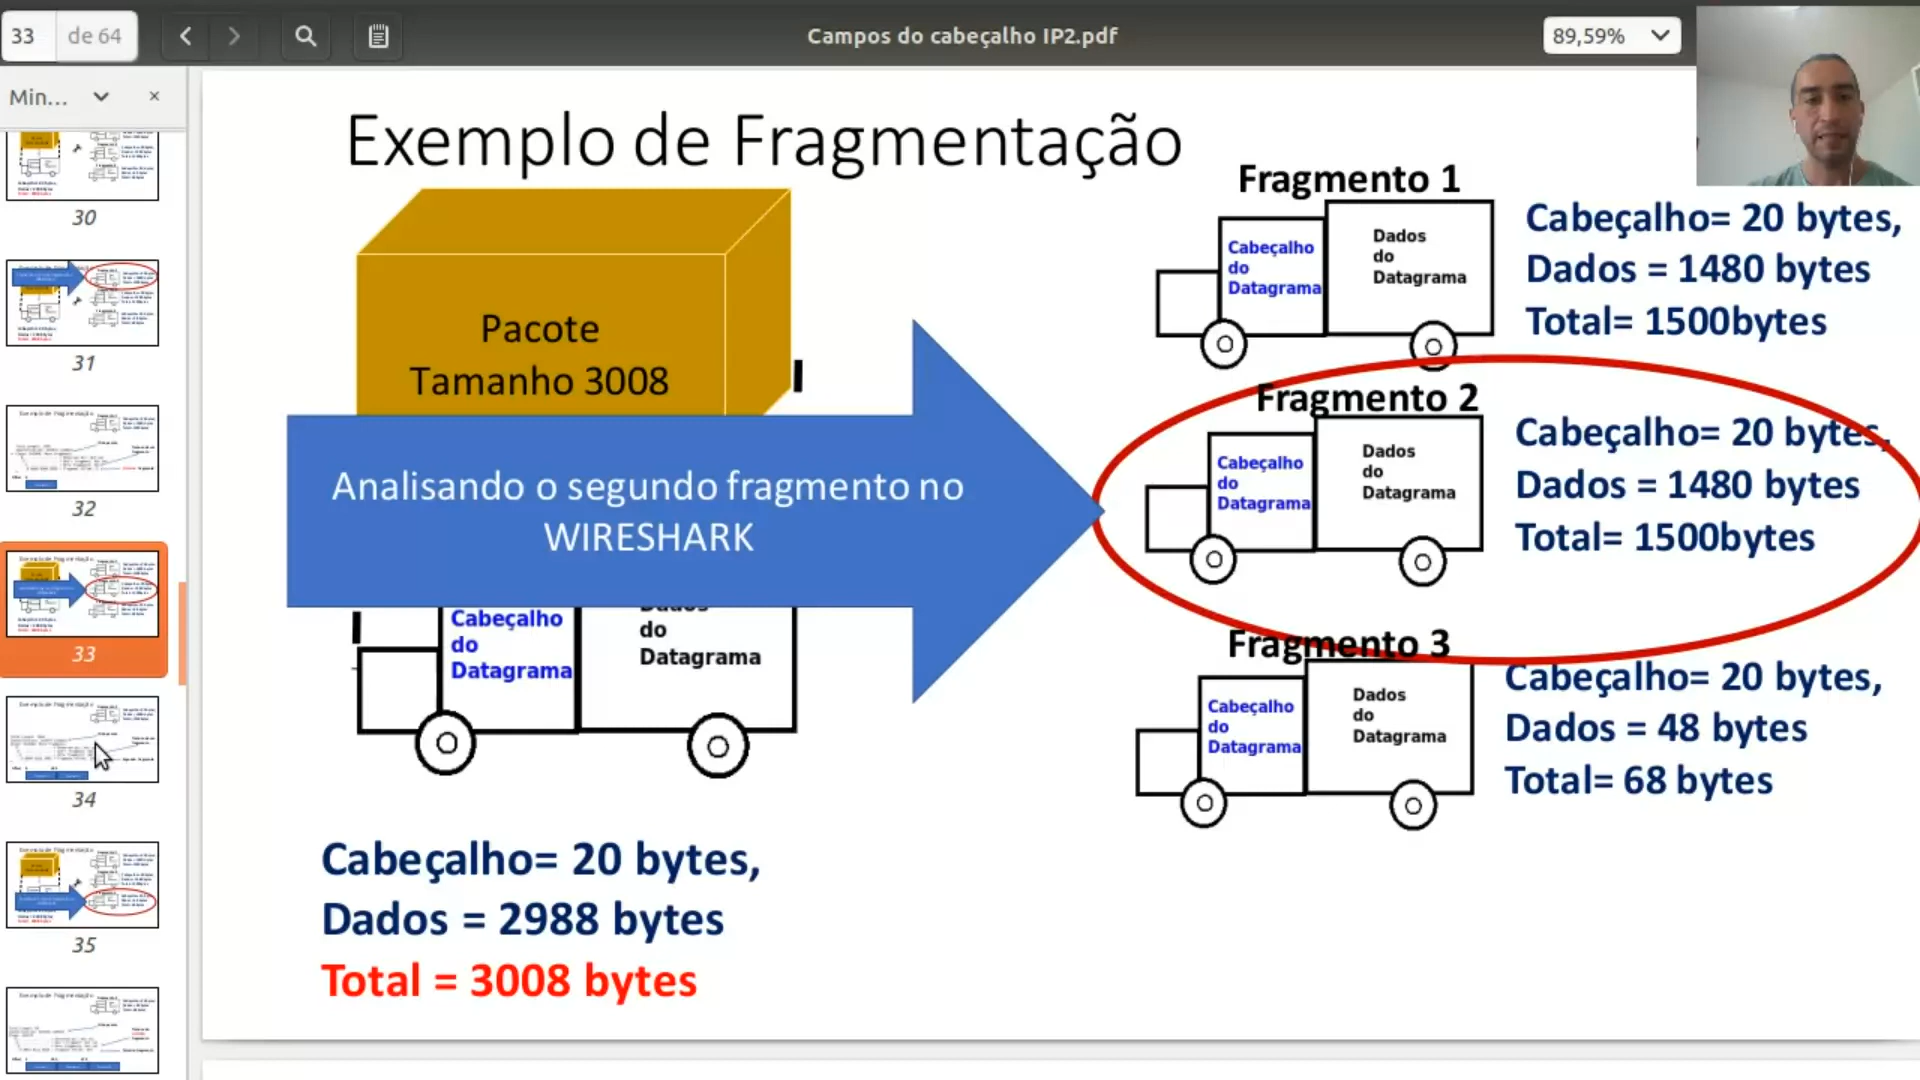 33
de 64
Campos do cabeçalho IP2.pdf
89,59%
Min...
30
31
32
33
34
35
Exemplo de Fragmentação
Pacote
Tamanho 3008
Analisando o segundo fragmento no
WIRESHARK
Cabeçalho
do
Datagrama
Dados
do
Datagrama
Cabeçalho= 20 bytes,
Dados = 2988 bytes
Total = 3008 bytes
Fragmento 1
Cabeçalho
do
Datagrama
Dados
do
Datagrama
Cabeçalho= 20 bytes,
Dados = 1480 bytes
Total= 1500bytes
Fragmento 2
Cabeçalho
do
Datagrama
Dados
do
Datagrama
Cabeçalho= 20 bytes,
Dados = 1480 bytes
Total= 1500bytes
Fragmento 3
Cabeçalho
do
Datagrama
Dados
do
Datagrama
Cabeçalho= 20 bytes,
Dados = 48 bytes
Total= 68 bytes